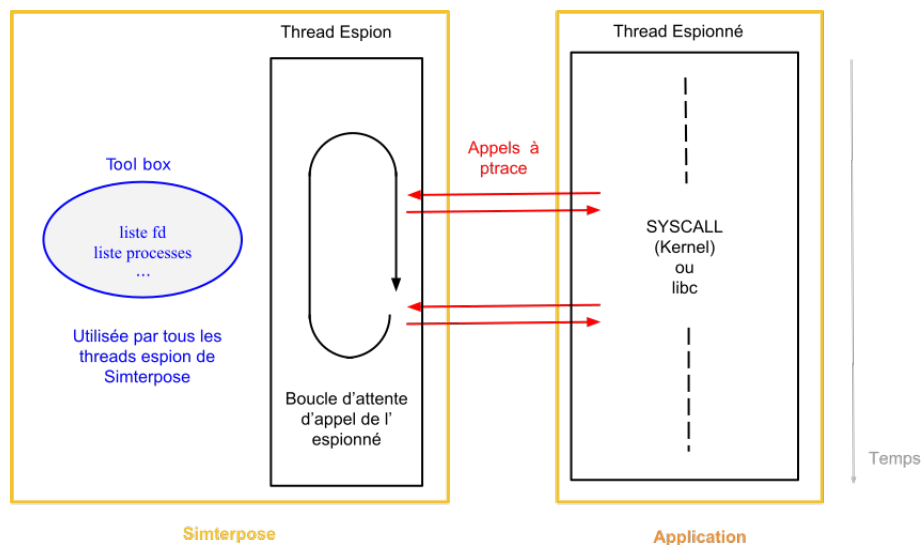 Thread Espion
Thread Espionné
Appels à
ptrace
Tool box
liste fd
liste processes
...
SYSCALL
(Kernel)
ou
libc
Utilisée par tous les
threads espion de
Simterpose
Boucle d’attente
d’appel de l’
espionné
Temps
Simterpose
Application